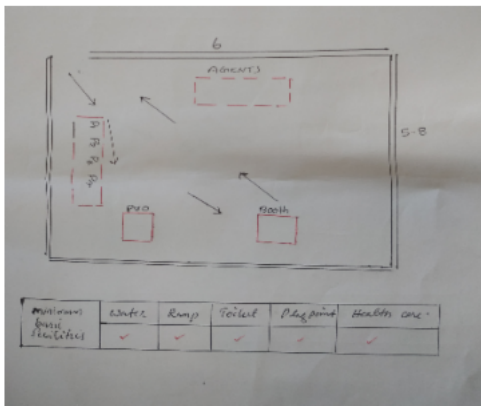 6
AGENTS
5-8
PRO
Booth
minimum
basic
facilities
Water
Ramp
Toilet
Plug point
Health care.